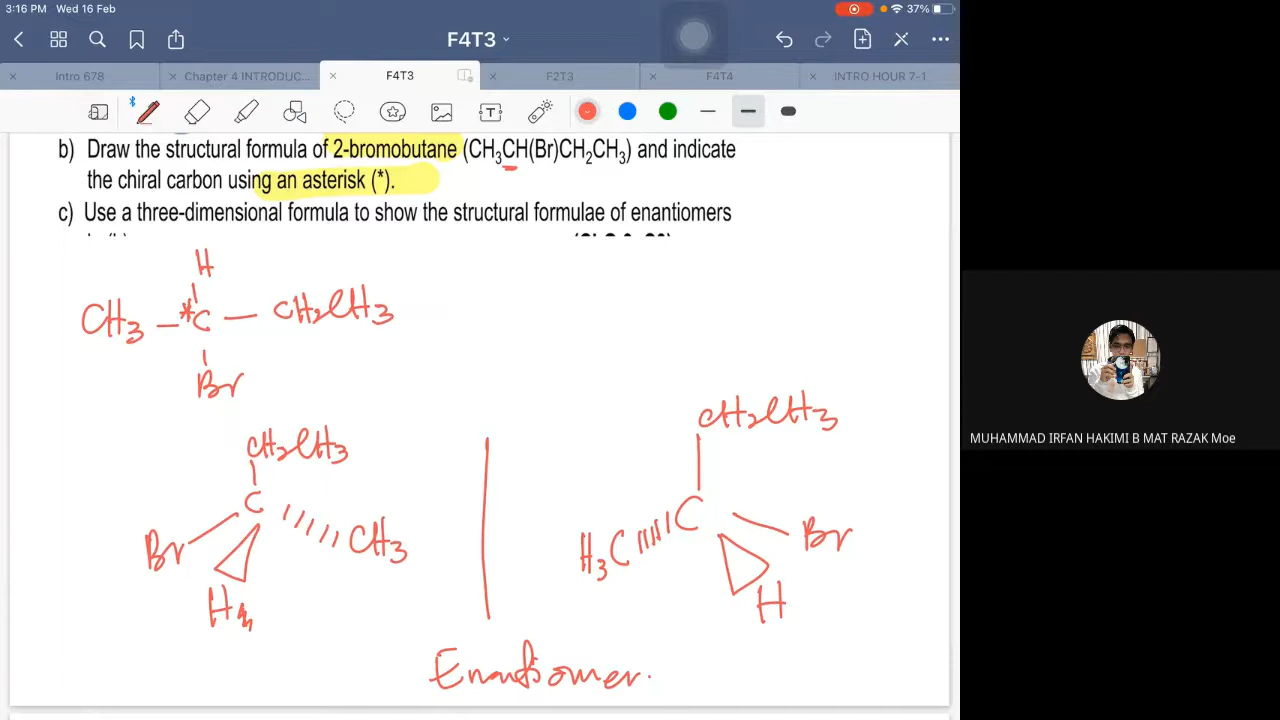 3:16 PM Wed 16 Feb
37%
F4T3
Intro 678
Chapter 4 INTRODUC...
F4T3
F2T3
F4T4
INTRO HOUR 7-1
b) Draw the structural formula of 2-bromobutane (CH₃CH(Br)CH₂CH₃) and indicate
the chiral carbon using an asterisk (*).
c) Use a three-dimensional formula to show the structural formulae of enantiomers
H
CH3 - *C - CH2CH3
Br
CH2CH3
CH2CH3
C
C
Br
CH3
H3C
Br
H
H
Enantiomer.
MUHAMMAD IRFAN HAKIMI B MAT RAZAK Moe